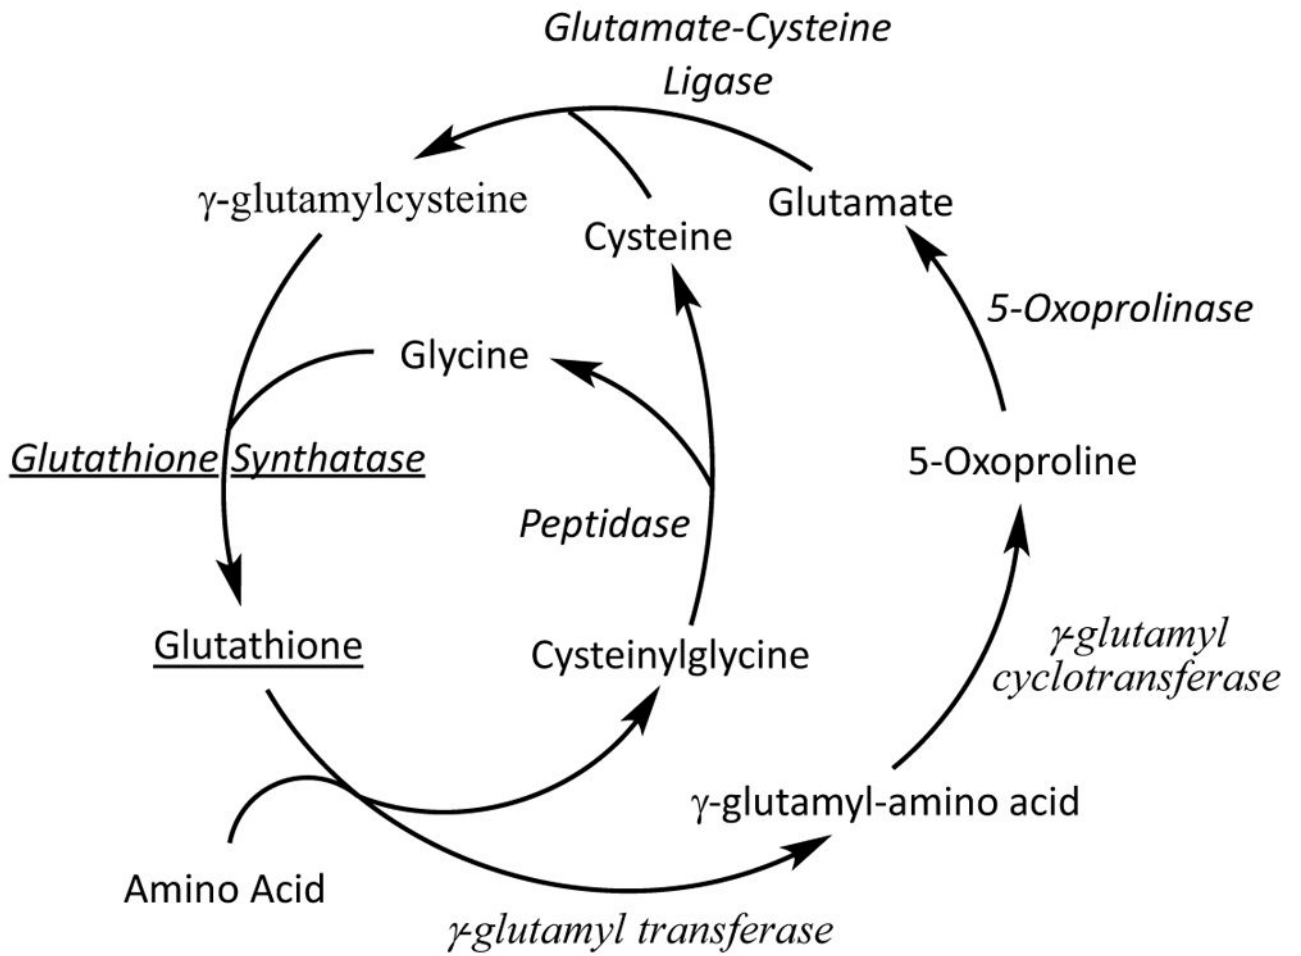 Glutamate-Cysteine
Ligase
γ-glutamylcysteine
Glutamate
Cysteine
5-Oxoprolinase
Glycine
Glutathione Synthatase
5-Oxoproline
Peptidase
Glutathione
Cysteinylglycine
γ-glutamyl
cyclotransferase
γ-glutamyl-amino acid
Amino Acid
γ-glutamyl transferase